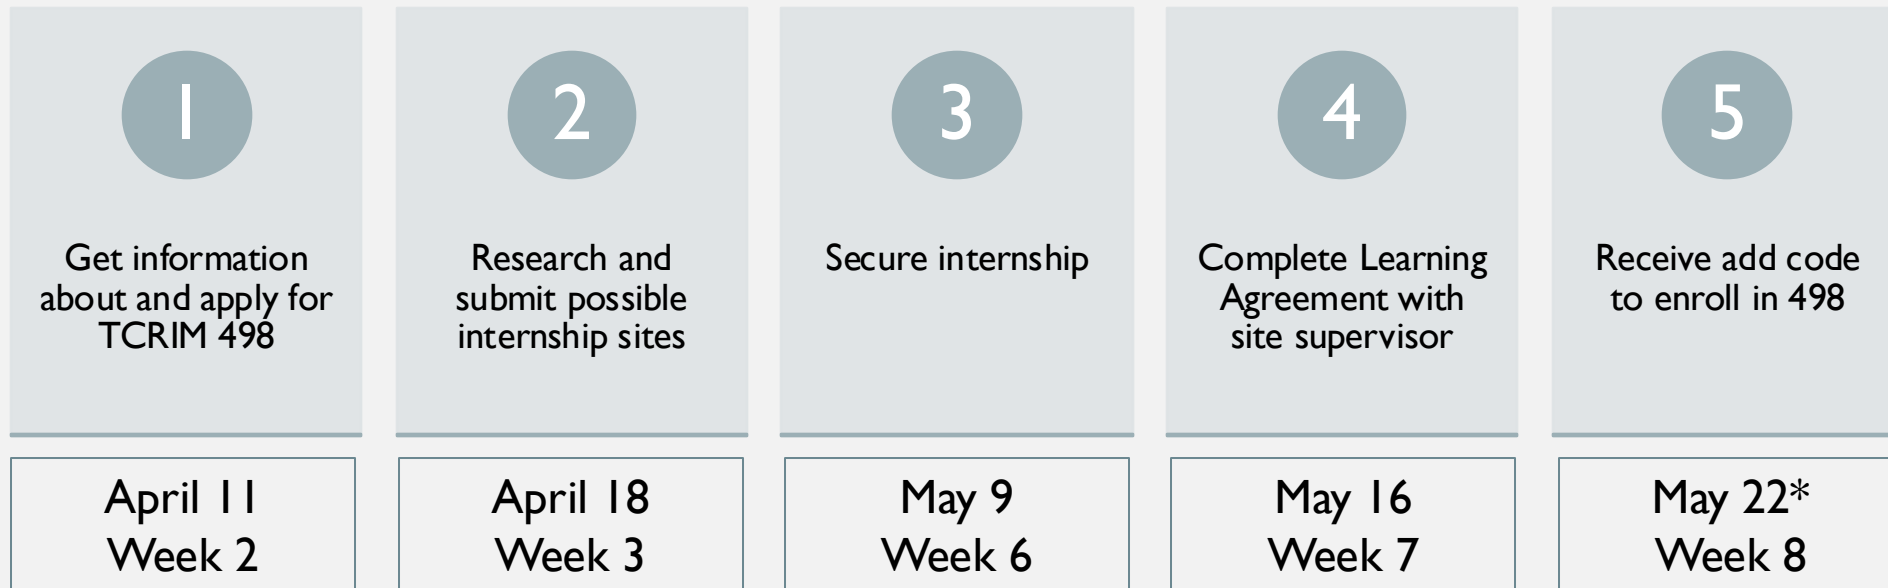 1
Get information
about and apply for
TCRIM 498
April 11
Week 2
2
Research and
submit possible
internship sites
April 18
Week 3
3
Secure internship
May 9
Week 6
4
Complete Learning
Agreement with
site supervisor
May 16
Week 7
5
Receive add code
to enroll in 498
May 22*
Week 8